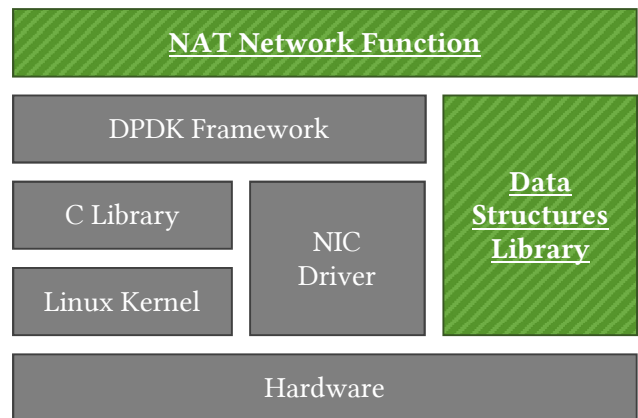 NAT Network Function
DPDK Framework
C Library
NIC
Driver
Linux Kernel
Data
Structures
Library
Hardware